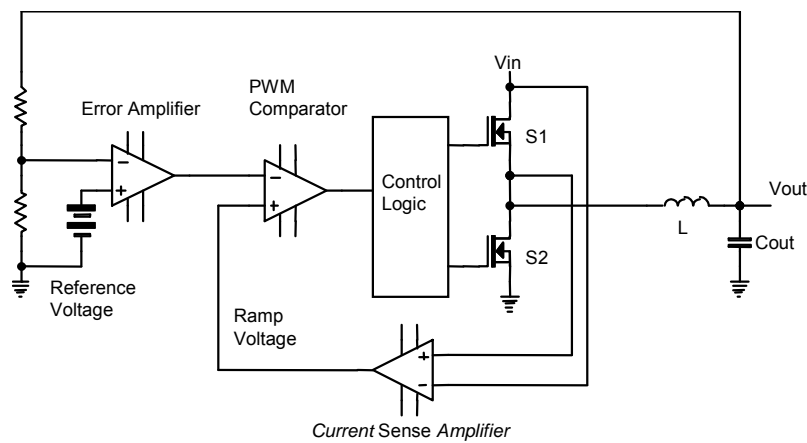 Vin
PWM
Comparator
Error Amplifier
S1
−
+
−
+
Control
Logic
Vout
L
Cout
S2
Reference
Voltage
Ramp
Voltage
+
−
Current Sense Amplifier